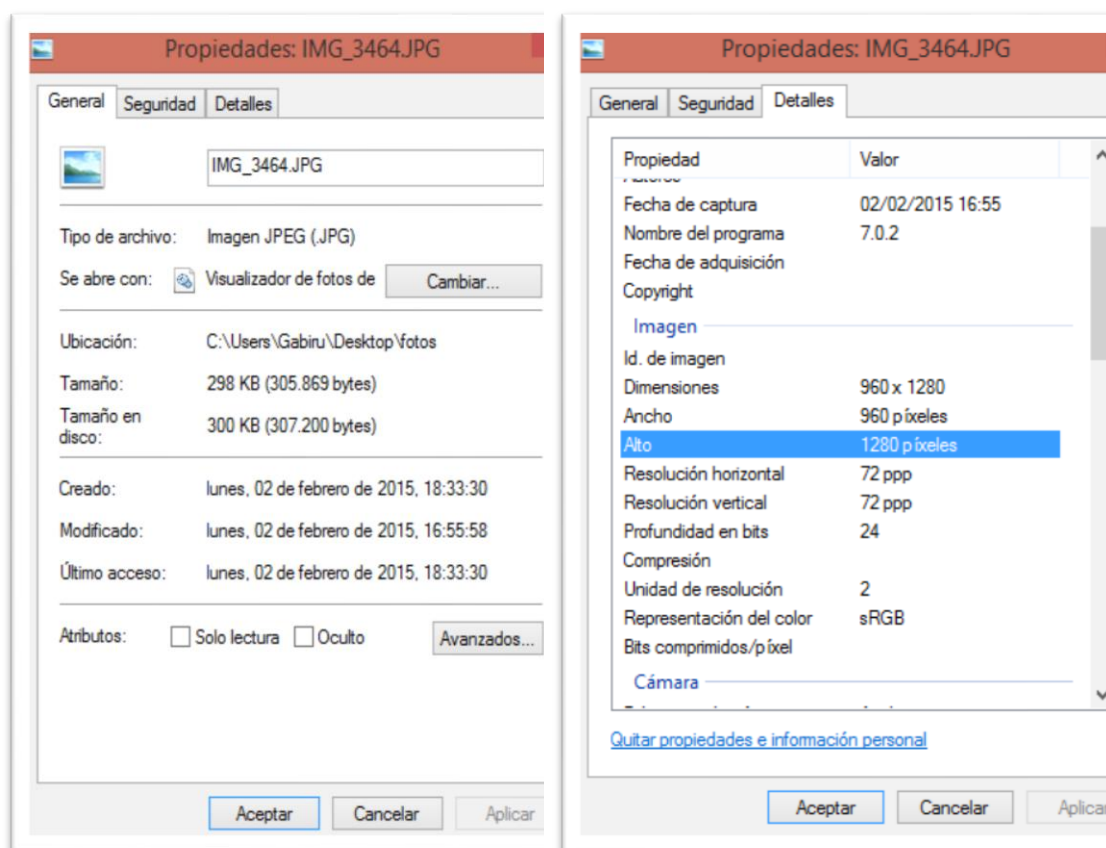 Propiedades: IMG_3464.JPG
General Seguridad Detalles
IMG_3464.JPG
Tipo de archivo: Imagen JPEG (.JPG)
Se abre con: Visualizador de fotos de Cambiar...
Ubicación: C:\Users\Gabiru\Desktop\fotos
Tamaño: 298 KB (305.869 bytes)
Tamaño en disco: 300 KB (307.200 bytes)
Creado: lunes, 02 de febrero de 2015, 18:33:30
Modificado: lunes, 02 de febrero de 2015, 16:55:58
Último acceso: lunes, 02 de febrero de 2015, 18:33:30
Atributos: Solo lectura Oculto Avanzados...
Aceptar Cancelar Aplicar
Propiedades: IMG_3464.JPG
General Seguridad Detalles
Propiedad Valor
Fecha de captura 02/02/2015 16:55
Nombre del programa 7.0.2
Fecha de adquisición
Copyright
Imagen
Id. de imagen
Dimensiones 960 x 1280
Ancho 960 píxeles
Alto 1280 píxeles
Resolución horizontal 72 ppp
Resolución vertical 72 ppp
Profundidad en bits 24
Compresión
Unidad de resolución 2
Representación del color sRGB
Bits comprimidos/píxel
Cámara
Quitar propiedades e información personal
Aceptar Cancelar Aplicar